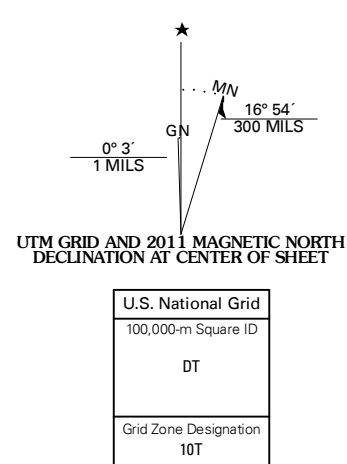 MN
16° 54´
300 MILS
GN
0° 3´
1 MILS
UTM GRID AND 2011 MAGNETIC NORTH
DECLINATION AT CENTER OF SHEET
U.S. National Grid
100,000-m Square ID
DT
Grid Zone Designation
10T